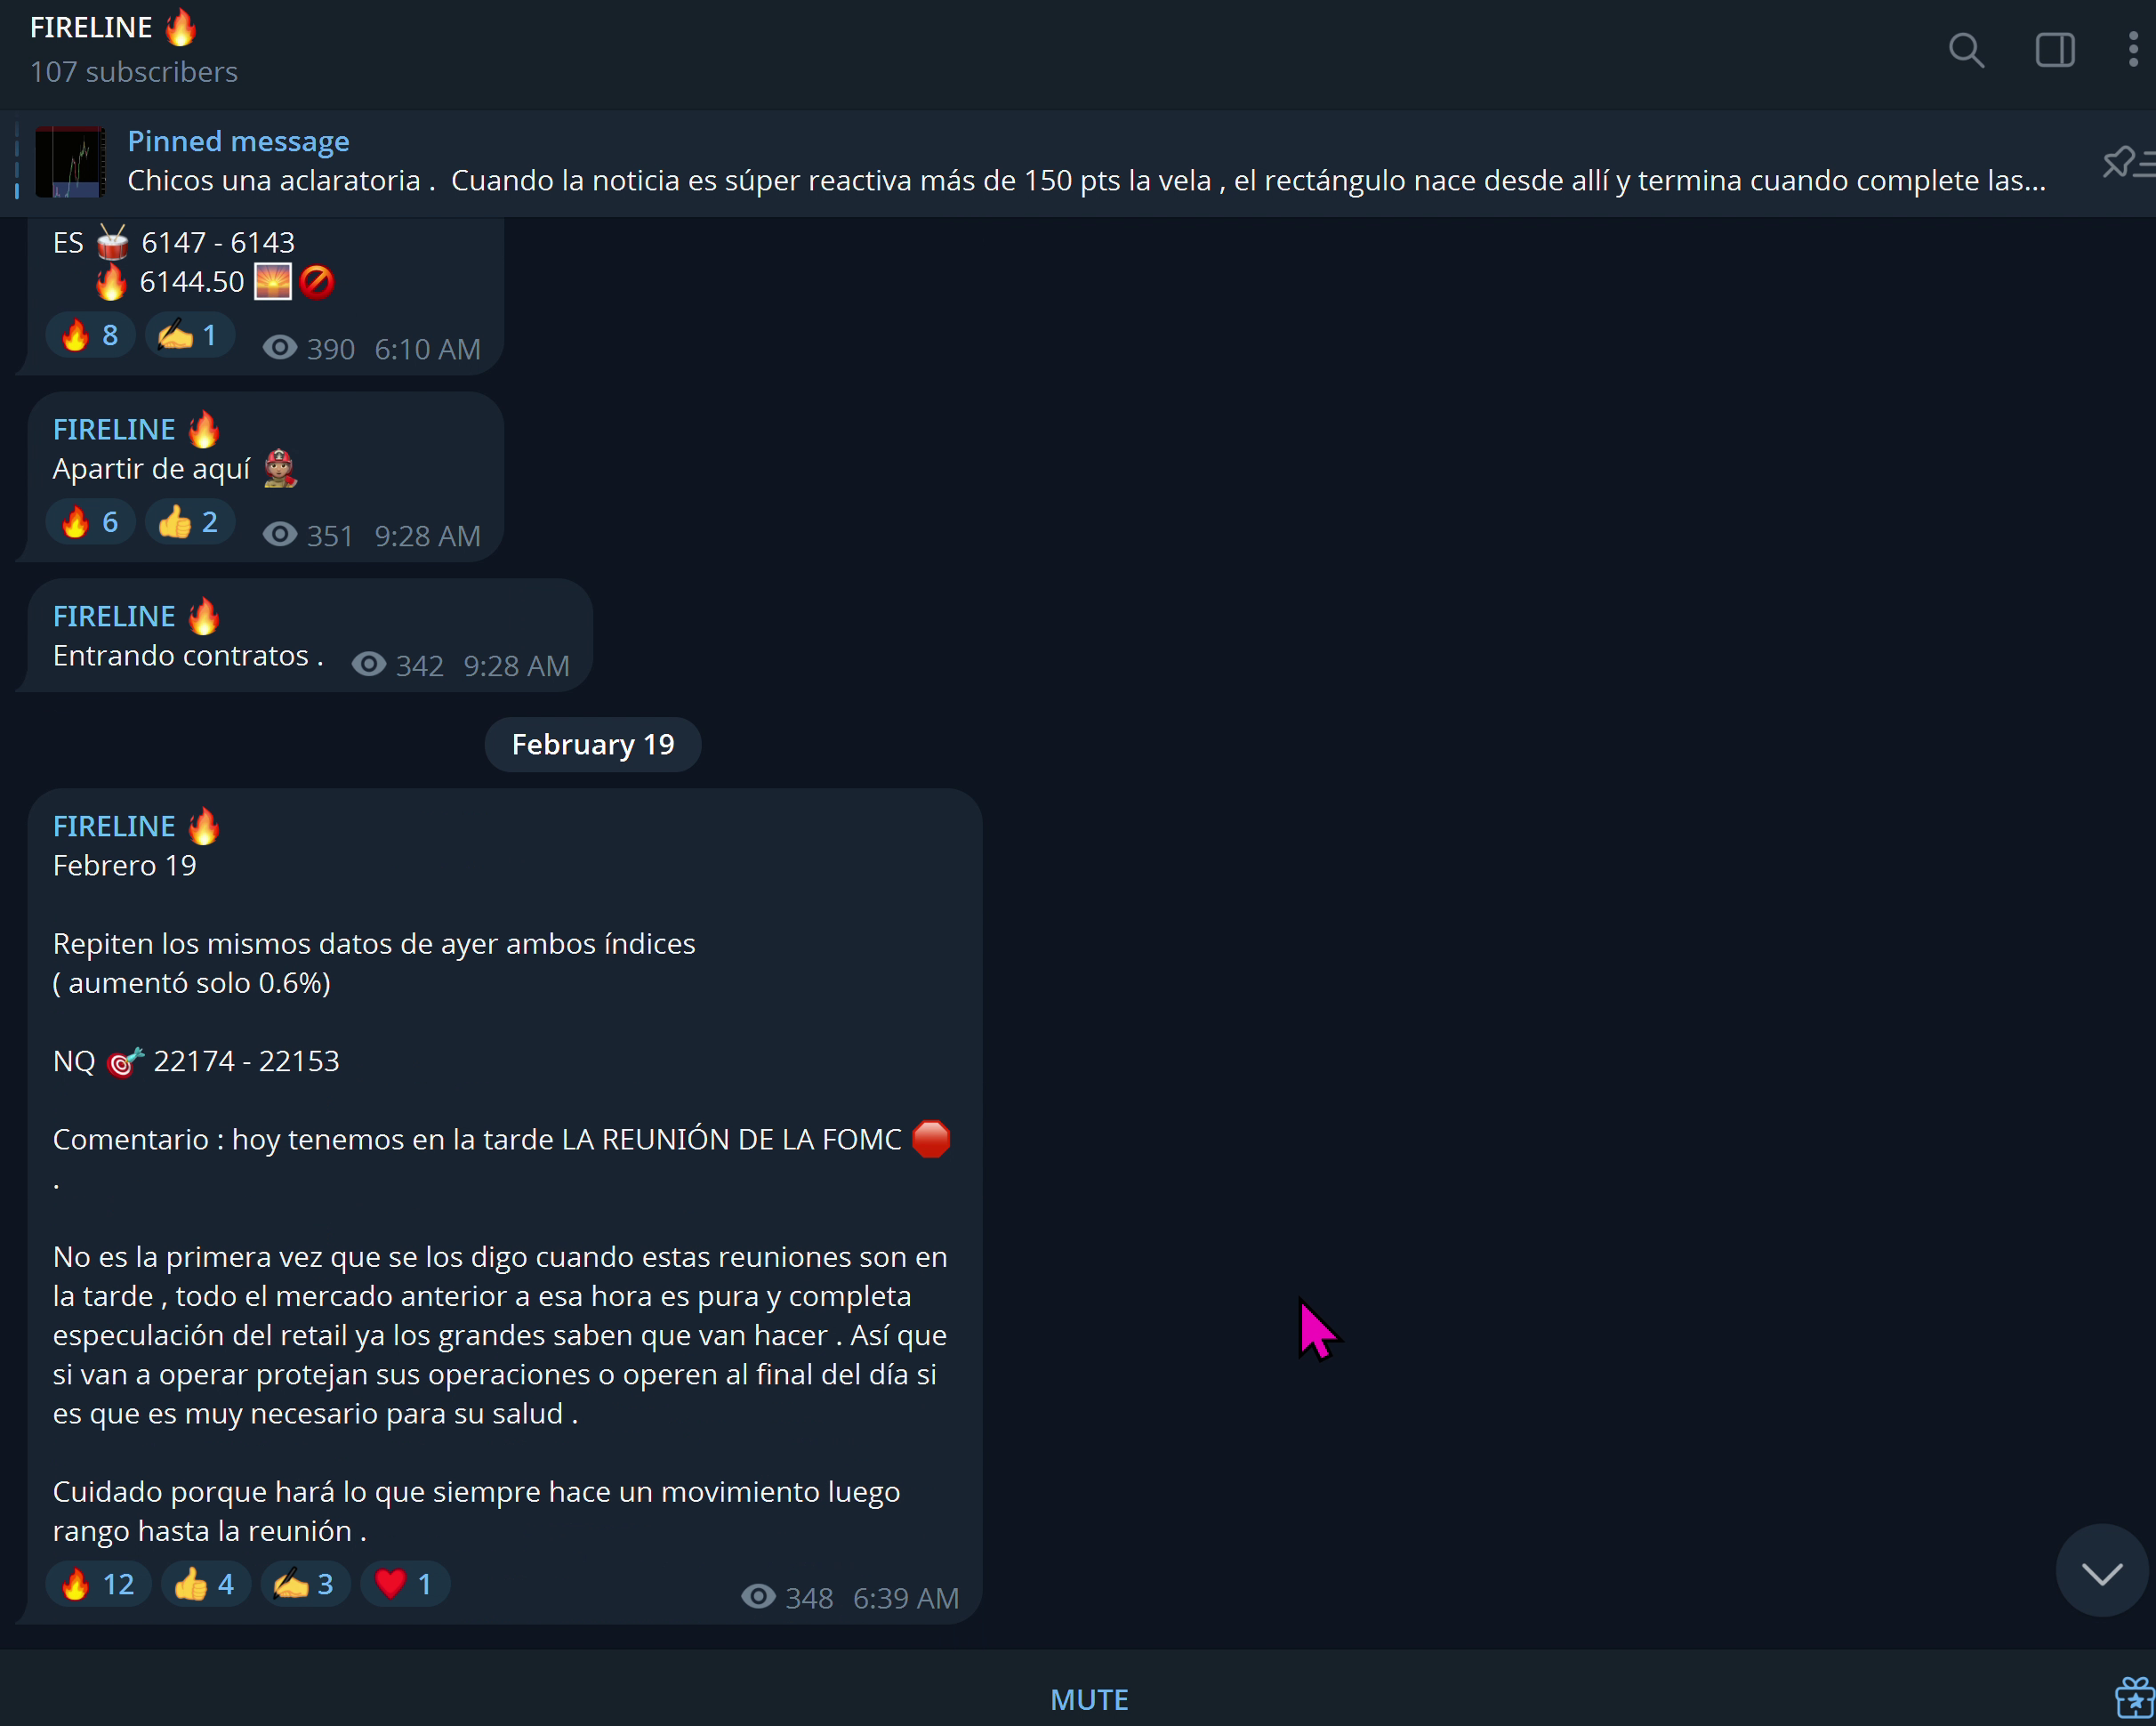 FIRELINE 🔥
107 subscribers
Pinned message
Chicos una aclaratoria .  Cuando la noticia es súper reactiva más de 150 pts la vela , el rectángulo nace desde allí y termina cuando complete las...
ES 🥁 6147 - 6143
🔥 6144.50 🌅🚫
🔥 8 ✍️ 1 390 6:10 AM
FIRELINE 🔥
Apartir de aquí 👩🏽‍🚒
🔥 6 👍 2 351 9:28 AM
FIRELINE 🔥
Entrando contratos . 342 9:28 AM
February 19
FIRELINE 🔥
Febrero 19
Repiten los mismos datos de ayer ambos índices
( aumentó solo 0.6%)
NQ 🎯 22174 - 22153
Comentario : hoy tenemos en la tarde LA REUNIÓN DE LA FOMC 🛑
.
No es la primera vez que se los digo cuando estas reuniones son en
la tarde , todo el mercado anterior a esa hora es pura y completa
especulación del retail ya los grandes saben que van hacer . Así que
si van a operar protejan sus operaciones o operen al final del día si
es que es muy necesario para su salud .
Cuidado porque hará lo que siempre hace un movimiento luego
rango hasta la reunión .
🔥 12 👍 4 ✍️ 3 ❤️ 1 348 6:39 AM
MUTE